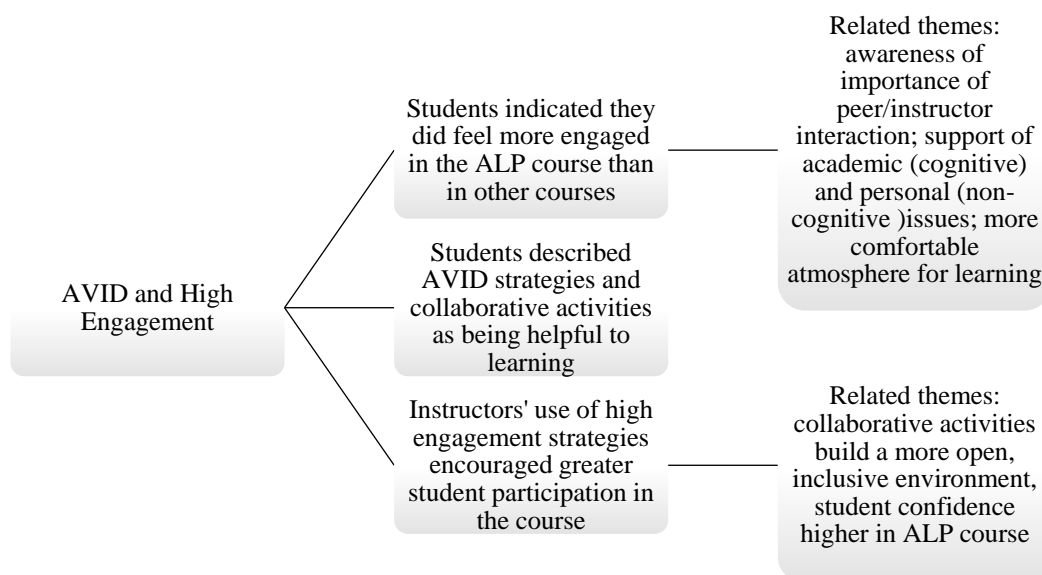 AVID and High
Engagement
Students indicated they
did feel more engaged
in the ALP course than
in other courses
Related themes:
awareness of
importance of
peer/instructor
interaction; support of
academic (cognitive)
and personal (non-
cognitive )issues; more
comfortable
atmosphere for learning
Students described
AVID strategies and
collaborative activities
as being helpful to
learning
Instructors' use of high
engagement strategies
encouraged greater
student participation in
the course
Related themes:
collaborative activities
build a more open,
inclusive environment,
student confidence
higher in ALP course